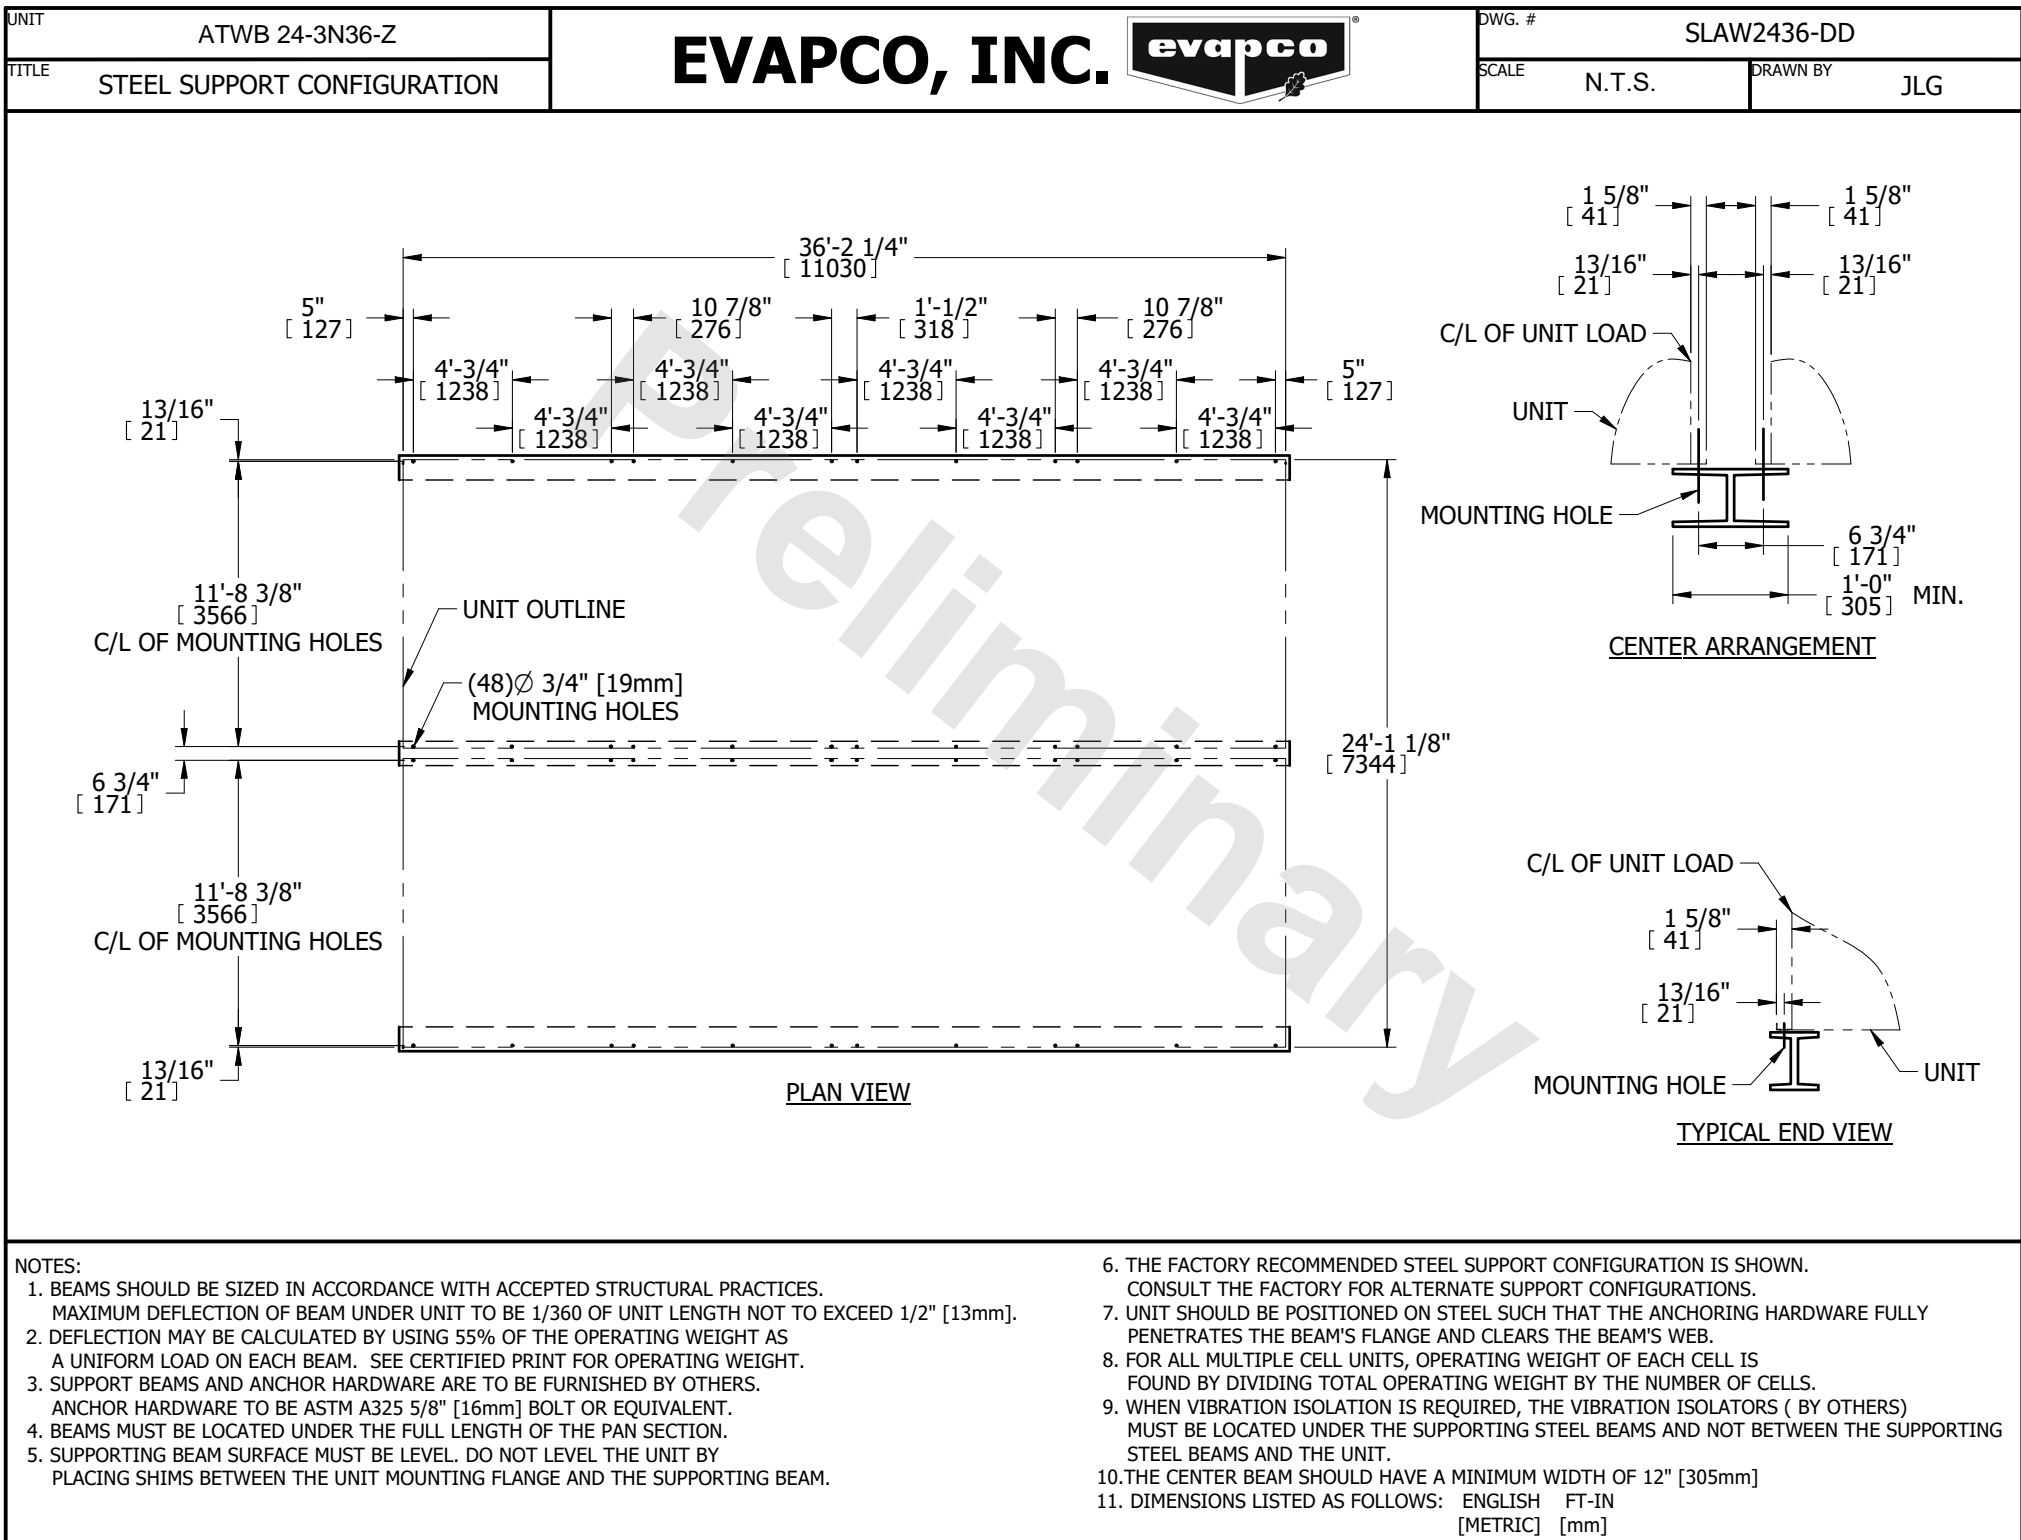 UNIT
ATWB 24-3N36-Z
TITLE
STEEL SUPPORT CONFIGURATION
EVAPCO, INC.
evapco
®
DWG. #
SLAW2436-DD
SCALE
N.T.S.
DRAWN BY
JLG
36'-2 1/4"
[ 11030 ]
5"
[ 127 ]
10 7/8"
[ 276 ]
1'-1/2"
[ 318 ]
10 7/8"
[ 276 ]
4'-3/4"
[ 1238 ]
4'-3/4"
[ 1238 ]
4'-3/4"
[ 1238 ]
4'-3/4"
[ 1238 ]
5"
[ 127 ]
4'-3/4"
[ 1238 ]
4'-3/4"
[ 1238 ]
4'-3/4"
[ 1238 ]
4'-3/4"
[ 1238 ]
13/16"
[ 21 ]
11'-8 3/8"
[ 3566 ]
C/L OF MOUNTING HOLES
UNIT OUTLINE
(48)Ø 3/4" [19mm]
MOUNTING HOLES
6 3/4"
[ 171 ]
24'-1 1/8"
[ 7344 ]
11'-8 3/8"
[ 3566 ]
C/L OF MOUNTING HOLES
13/16"
[ 21 ]
PLAN VIEW
Preliminary
1 5/8"
[ 41 ]
1 5/8"
[ 41 ]
13/16"
[ 21 ]
13/16"
[ 21 ]
C/L OF UNIT LOAD
UNIT
MOUNTING HOLE
6 3/4"
[ 171 ]
1'-0"
[ 305 ] MIN.
CENTER ARRANGEMENT
C/L OF UNIT LOAD
1 5/8"
[ 41 ]
13/16"
[ 21 ]
MOUNTING HOLE
UNIT
TYPICAL END VIEW
NOTES:
1. BEAMS SHOULD BE SIZED IN ACCORDANCE WITH ACCEPTED STRUCTURAL PRACTICES.
MAXIMUM DEFLECTION OF BEAM UNDER UNIT TO BE 1/360 OF UNIT LENGTH NOT TO EXCEED 1/2" [13mm].
2. DEFLECTION MAY BE CALCULATED BY USING 55% OF THE OPERATING WEIGHT AS
A UNIFORM LOAD ON EACH BEAM. SEE CERTIFIED PRINT FOR OPERATING WEIGHT.
3. SUPPORT BEAMS AND ANCHOR HARDWARE ARE TO BE FURNISHED BY OTHERS.
ANCHOR HARDWARE TO BE ASTM A325 5/8" [16mm] BOLT OR EQUIVALENT.
4. BEAMS MUST BE LOCATED UNDER THE FULL LENGTH OF THE PAN SECTION.
5. SUPPORTING BEAM SURFACE MUST BE LEVEL. DO NOT LEVEL THE UNIT BY
PLACING SHIMS BETWEEN THE UNIT MOUNTING FLANGE AND THE SUPPORTING BEAM.
6. THE FACTORY RECOMMENDED STEEL SUPPORT CONFIGURATION IS SHOWN.
CONSULT THE FACTORY FOR ALTERNATE SUPPORT CONFIGURATIONS.
7. UNIT SHOULD BE POSITIONED ON STEEL SUCH THAT THE ANCHORING HARDWARE FULLY
PENETRATES THE BEAM'S FLANGE AND CLEARS THE BEAM'S WEB.
8. FOR ALL MULTIPLE CELL UNITS, OPERATING WEIGHT OF EACH CELL IS
FOUND BY DIVIDING TOTAL OPERATING WEIGHT BY THE NUMBER OF CELLS.
9. WHEN VIBRATION ISOLATION IS REQUIRED, THE VIBRATION ISOLATORS ( BY OTHERS)
MUST BE LOCATED UNDER THE SUPPORTING STEEL BEAMS AND NOT BETWEEN THE SUPPORTING
STEEL BEAMS AND THE UNIT.
10.THE CENTER BEAM SHOULD HAVE A MINIMUM WIDTH OF 12" [305mm]
11. DIMENSIONS LISTED AS FOLLOWS: ENGLISH FT-IN
[METRIC] [mm]